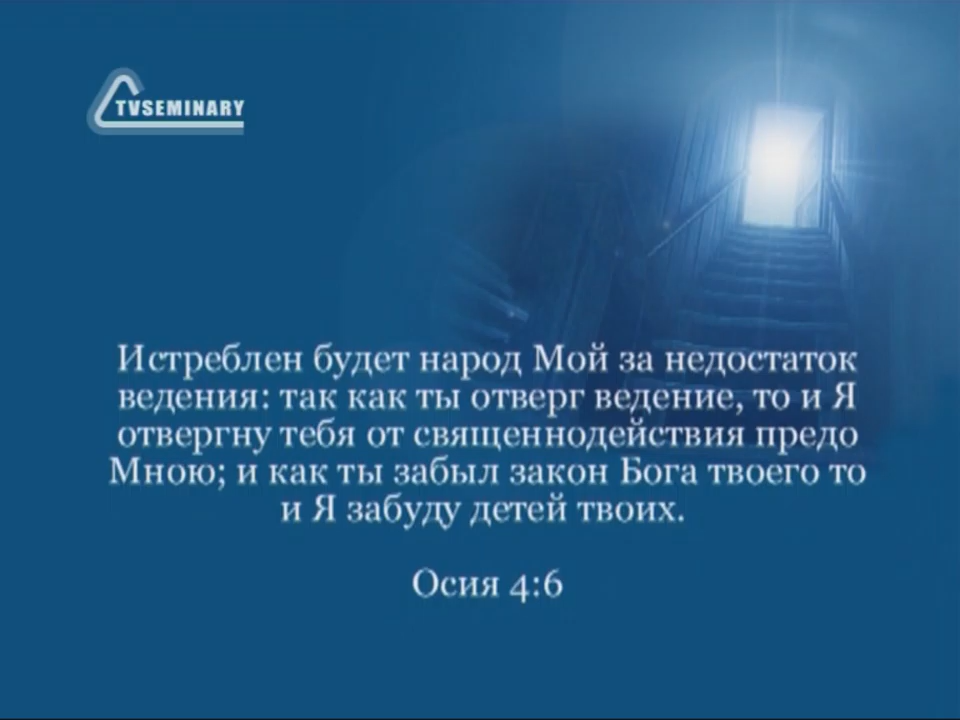 TVSEMINARY
Истреблен будет народ Мой за недостаток
ведения: так как ты отверг ведение, то и Я
отвергну тебя от священнодействия предо
Мною; и как ты забыл закон Бога твоего то
и Я забуду детей твоих.
Осия 4:6